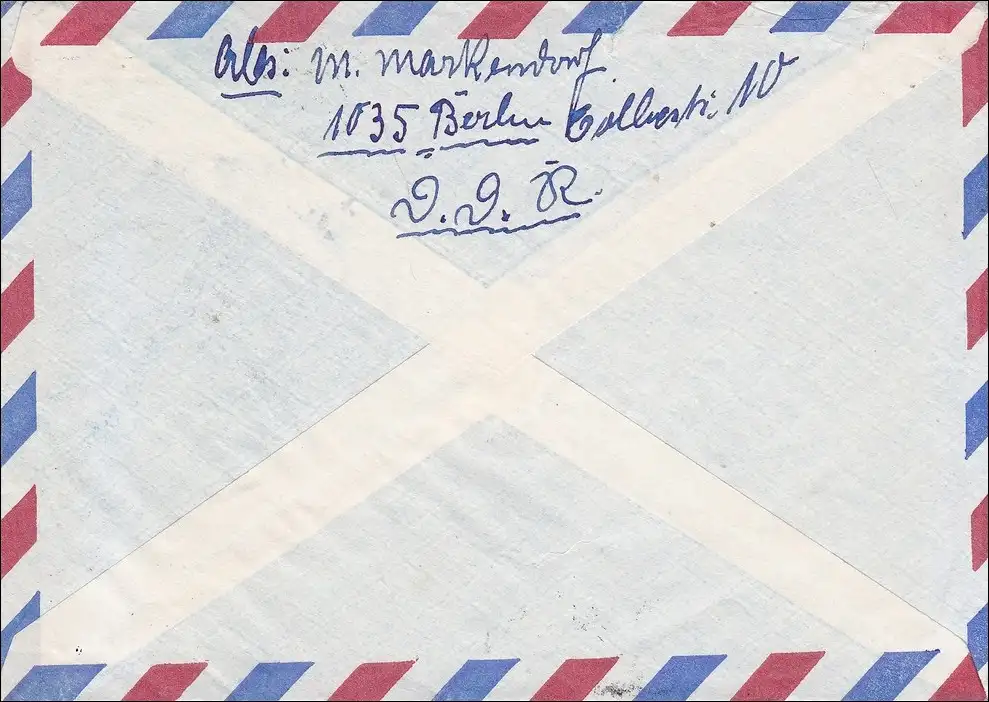 Abs: M. Markendorf
1035 Berlin Colbestr. 10
D. D. R.